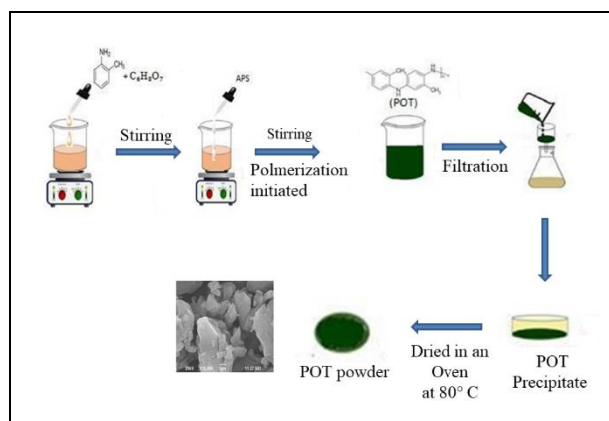 NH₂
CH₃
+ C₆H₈O₇
APS
Stirring
Stirring
Polmerization
initiated
(POT)
Filtration
POT
Precipitate
Dried in an
Oven
at 80° C
POT powder